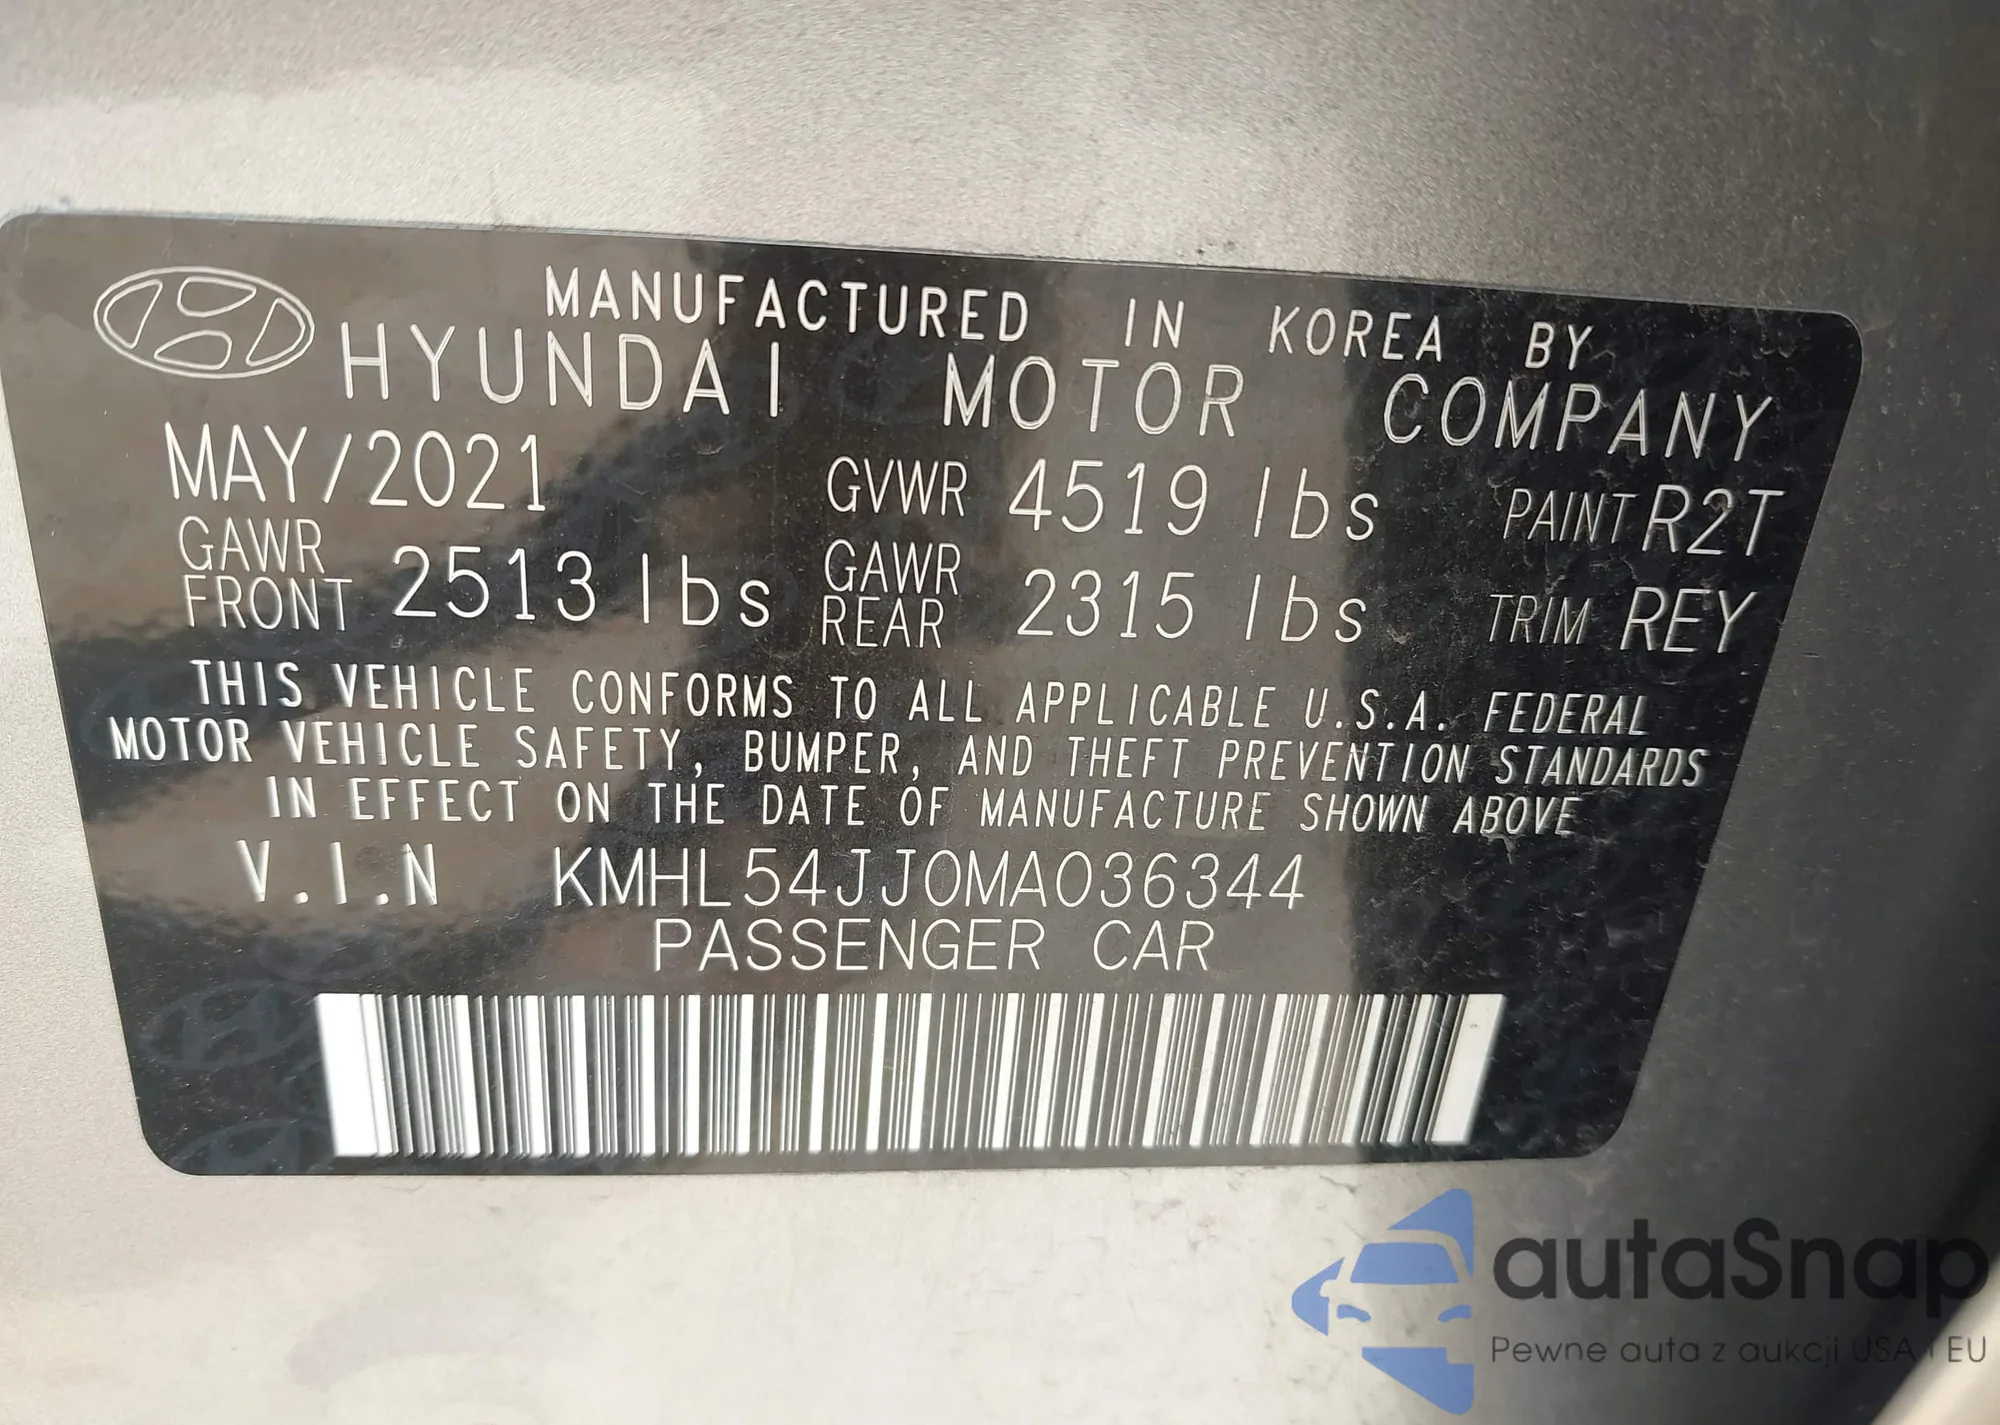 MANUFACTURED IN KOREA BY
HYUNDAI MOTOR COMPANY
MAY/2021 GVWR 4519 lbs PAINT R2T
GAWR FRONT 2513 lbs GAWR REAR 2315 lbs TRIM REY
THIS VEHICLE CONFORMS TO ALL APPLICABLE U.S.A. FEDERAL
MOTOR VEHICLE SAFETY, BUMPER, AND THEFT PREVENTION STANDARDS
IN EFFECT ON THE DATE OF MANUFACTURE SHOWN ABOVE
V.I.N KMHL54JJ0MA036344
PASSENGER CAR
autaSnap
Pewne auta z aukcji USA i EU